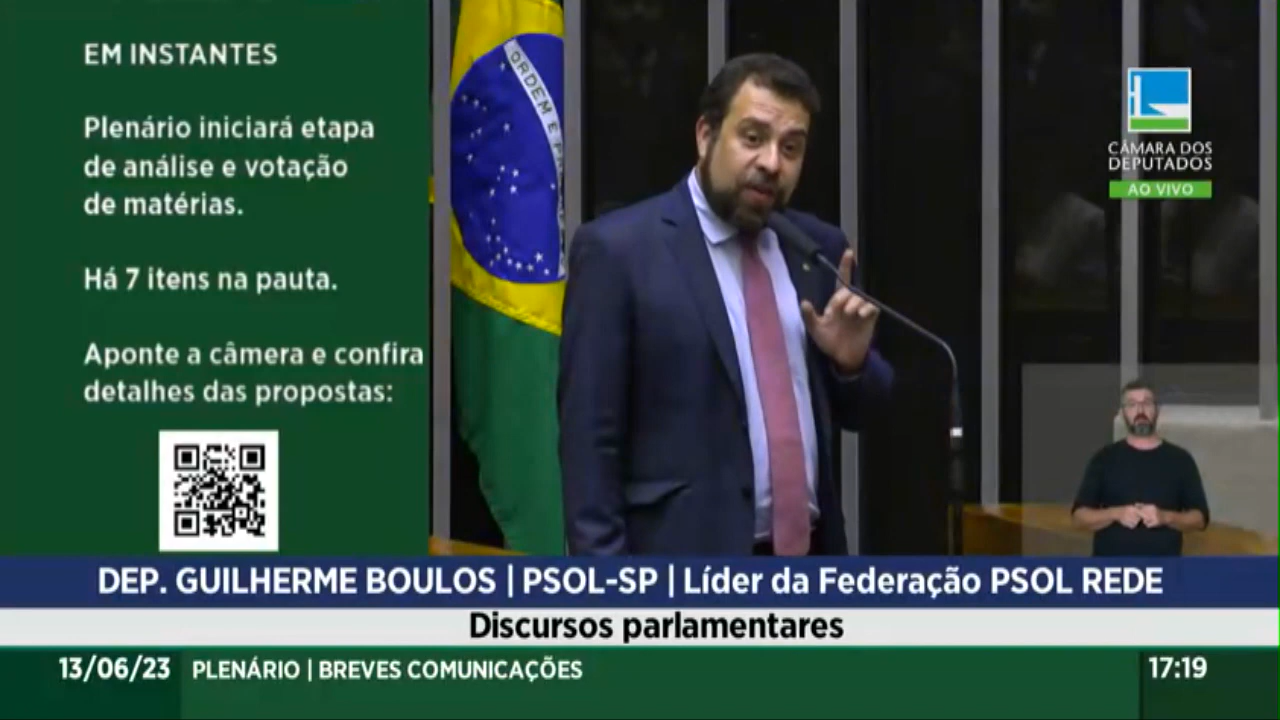 EM INSTANTES
Plenário iniciará etapa
de análise e votação
de matérias.
Há 7 itens na pauta.
Aponte a câmera e confira
detalhes das propostas:
ORDEM E P
CÂMARA DOS
DEPUTADOS
AO VIVO
DEP. GUILHERME BOULOS | PSOL-SP | Líder da Federação PSOL REDE
Discursos parlamentares
13/06/23 PLENÁRIO | BREVES COMUNICAÇÕES 17:19